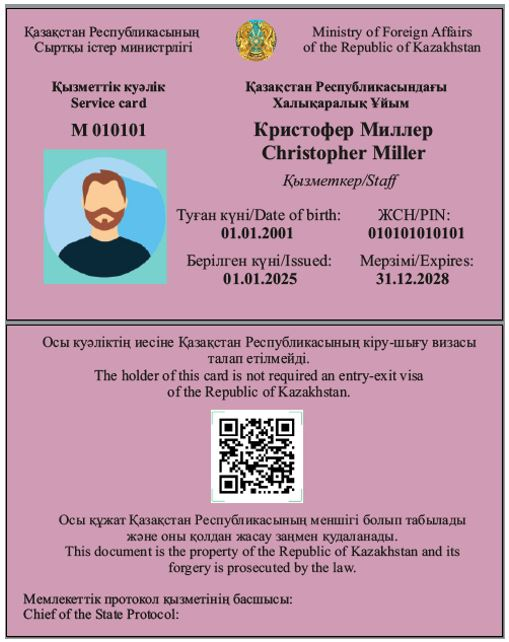 Қазақстан Республикасының
Сыртқы істер министрлігі
Ministry of Foreign Affairs
of the Republic of Kazakhstan
Қызметтік куәлік
Service card
М 010101
Қазақстан Республикасындағы
Халықаралық Ұйым
Кристофер Миллер
Christopher Miller
Қызметкер/Staff
Туған күні/Date of birth:
01.01.2001
ЖСН/PIN:
010101010101
Берілген күні/Issued:
01.01.2025
Мерзімі/Expires:
31.12.2028
Осы куәліктің иесіне Қазақстан Республикасының кіру-шығу визасы
талап етілмейді.
The holder of this card is not required an entry-exit visa
of the Republic of Kazakhstan.
Осы құжат Қазақстан Республикасының меншігі болып табылады
және оны қолдан жасау заңмен қудаланады.
This document is the property of the Republic of Kazakhstan and its
forgery is prosecuted by the law.
Мемлекеттік протокол қызметінің басшысы:
Chief of the State Protocol: